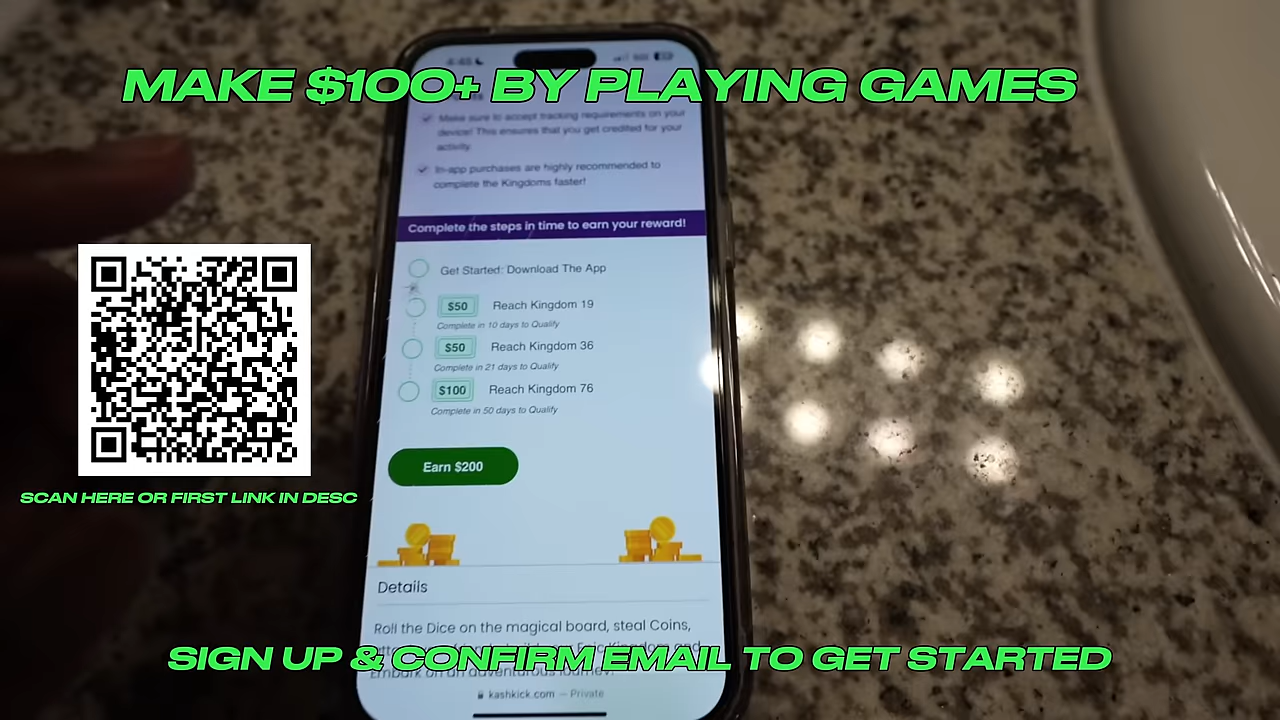 MAKE $100+ BY PLAYING GAMES
Make sure to accept tracking requirements on your
device! This ensures that you get credited for your
activity.
In-app purchases are highly recommended to
complete the Kingdoms faster!
Complete the steps in time to earn your reward!
Get Started: Download The App
$50 Reach Kingdom 19
Complete in 10 days to Qualify
$50 Reach Kingdom 36
Complete in 21 days to Qualify
$100 Reach Kingdom 76
Complete in 50 days to Qualify
Earn $200
SCAN HERE OR FIRST LINK IN DESC
Details
Roll the Dice on the magical board, steal Coins,
SIGN UP & CONFIRM EMAIL TO GET STARTED
Embark on an adventurous journey!
kashkick.com — Private